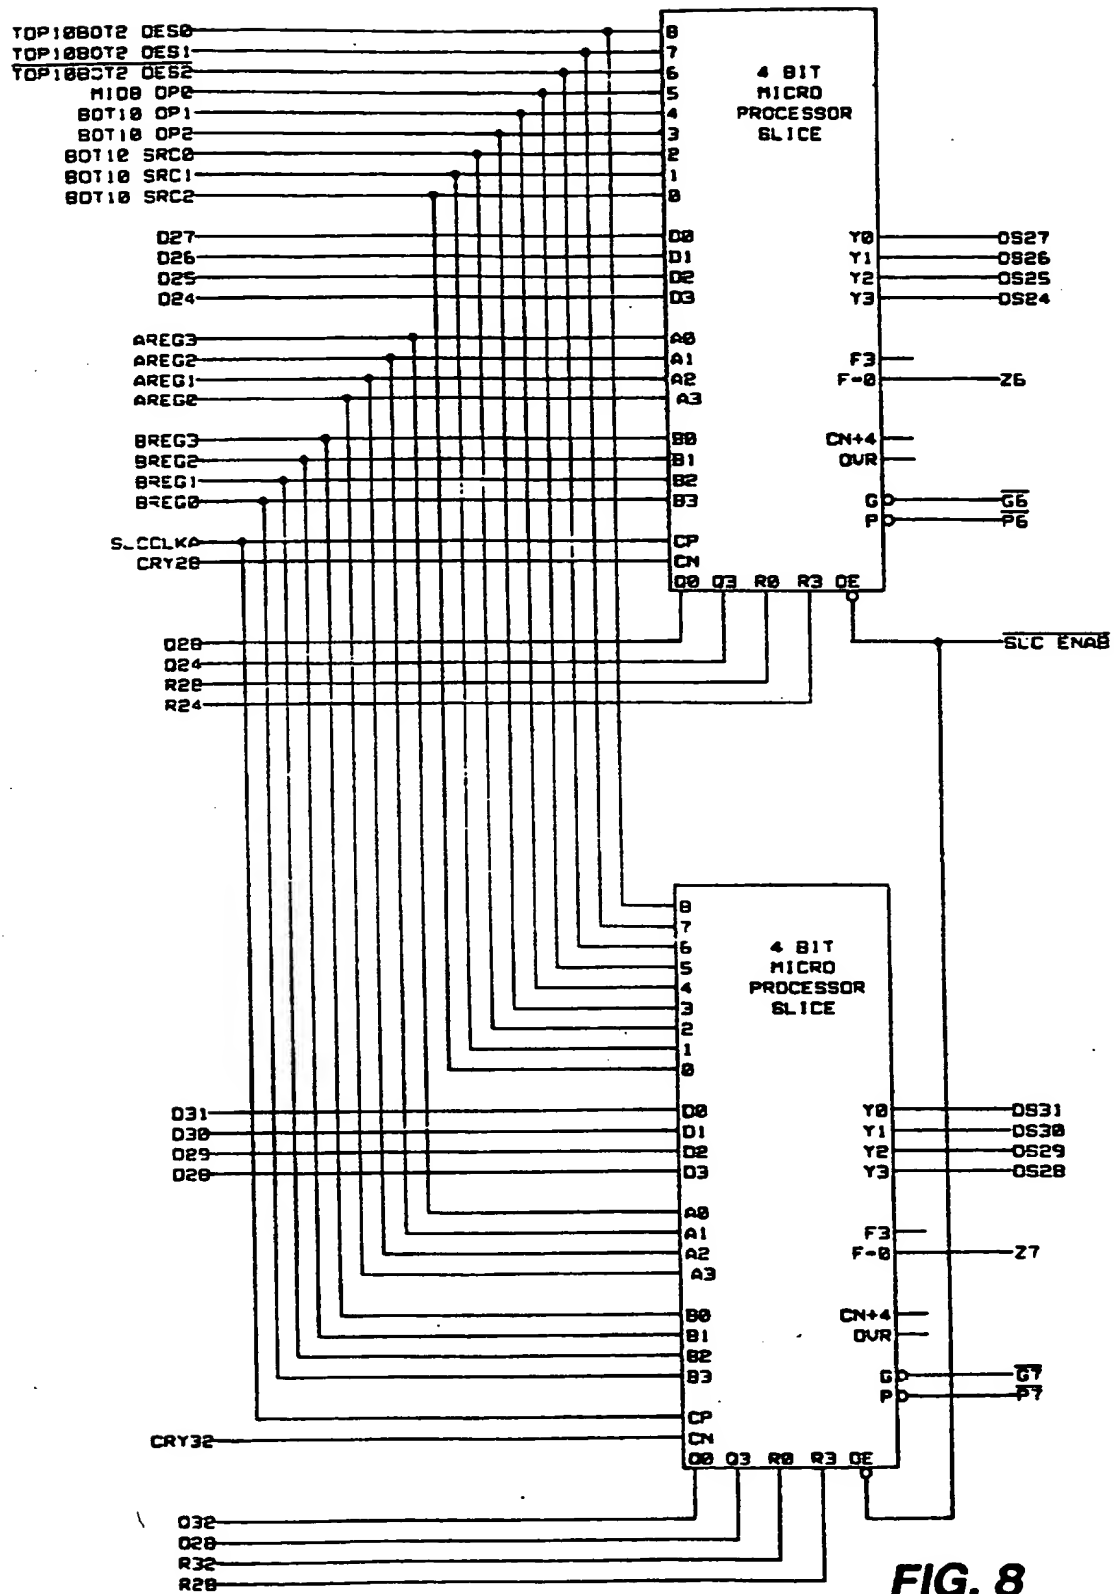 TOP10BOT2 DES0
TOP10BOT2 DES1
TOP10BOT2 DES2
MID8 OP0
BOT10 OP1
BOT10 OP2
BOT10 SRC0
BOT10 SRC1
BOT10 SRC2
D27
D26
D25
D24
AREG3
AREG2
AREG1
AREG0
BREG3
BREG2
BREG1
BREG0
SLCCLKA
CRY28
Q28
Q24
R28
R24
8
7
6
5
4
3
2
1
0
D0
D1
D2
D3
A0
A1
A2
A3
B0
B1
B2
B3
CP
CN
Q0 Q3 R0 R3 OE
4 BIT
MICRO
PROCESSOR
SLICE
Y0
Y1
Y2
Y3
F3
F=0
CN+4
OVR
G
P
DS27
DS26
DS25
DS24
Z6
G6
P6
SLC ENAB
8
7
6
5
4
3
2
1
0
D0
D1
D2
D3
A0
A1
A2
A3
B0
B1
B2
B3
CP
CN
Q0 Q3 R0 R3 OE
4 BIT
MICRO
PROCESSOR
SLICE
Y0
Y1
Y2
Y3
F3
F=0
CN+4
OVR
G
P
D31
D30
D29
D28
CRY32
Q32
Q28
R32
R28
DS31
DS30
DS29
DS28
Z7
G7
P7
FIG. 8